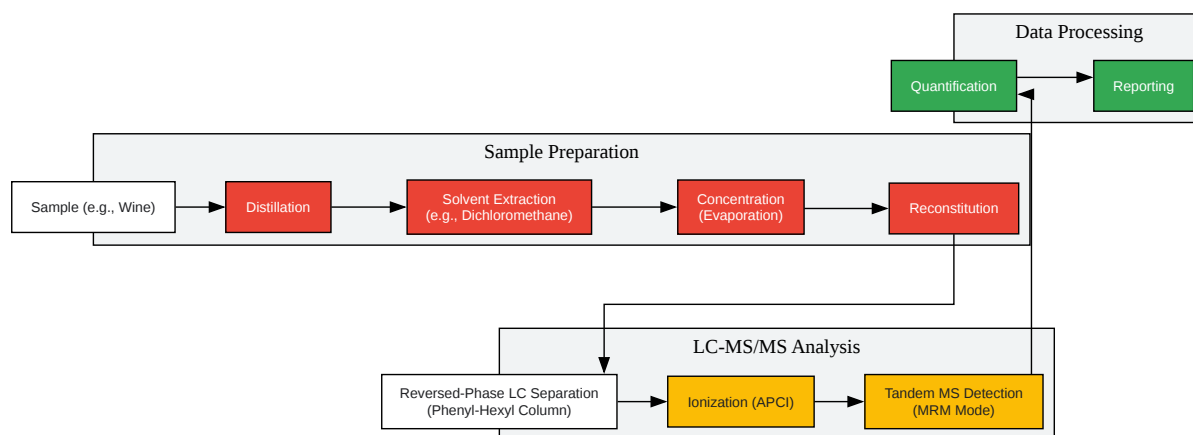 Data Processing
Quantification
Reporting
Sample Preparation
Sample (e.g., Wine)
Distillation
Solvent Extraction
(e.g., Dichloromethane)
Concentration
(Evaporation)
Reconstitution
LC-MS/MS Analysis
Reversed-Phase LC Separation
(Phenyl-Hexyl Column)
Ionization (APCI)
Tandem MS Detection
(MRM Mode)